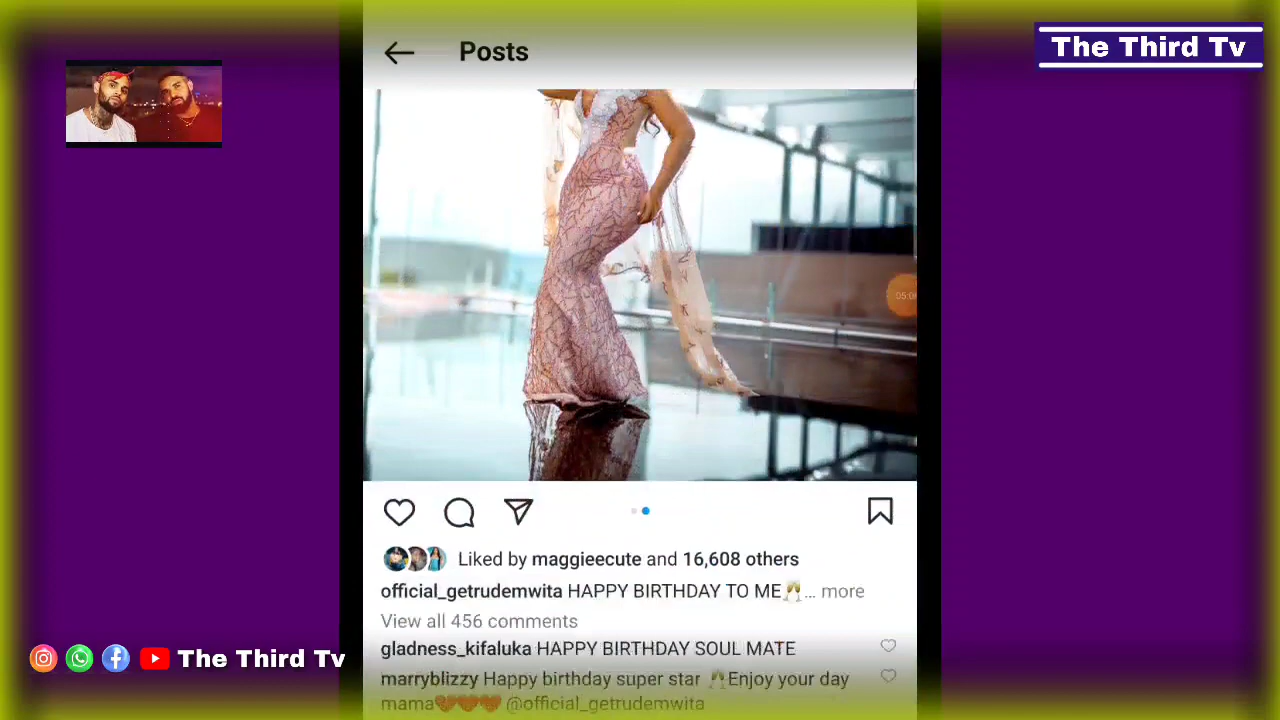 Posts
The Third Tv
05:0
Liked by maggieecute and 16,608 others
official_getrudemwita HAPPY BIRTHDAY TO ME🥂... more
View all 456 comments
gladness_kifaluka HAPPY BIRTHDAY SOUL MATE
marryblizzy Happy birthday super star 🥂Enjoy your day
mama❤❤❤ @official_getrudemwita
The Third Tv